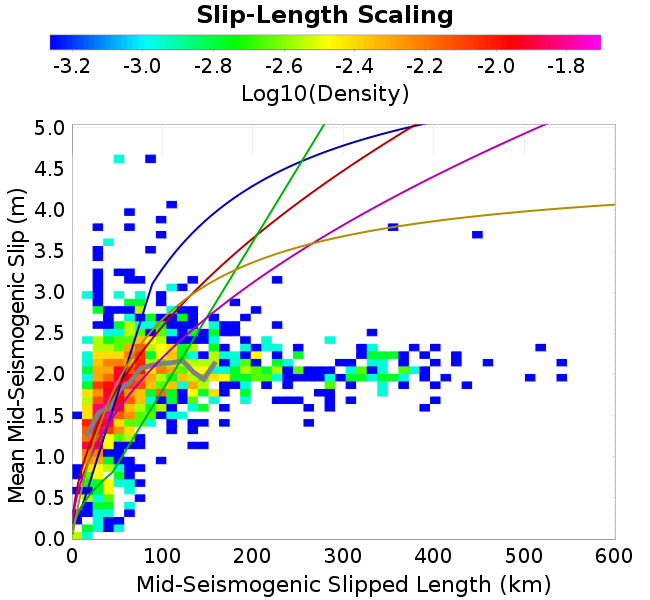 Slip-Length Scaling
-3.2 -3.0 -2.8 -2.6 -2.4 -2.2 -2.0 -1.8
Log10(Density)
Mean Mid-Seismogenic Slip (m)
5.0
4.5
4.0
3.5
3.0
2.5
2.0
1.5
1.0
0.5
0.0
0 100 200 300 400 500 600
Mid-Seismogenic Slipped Length (km)